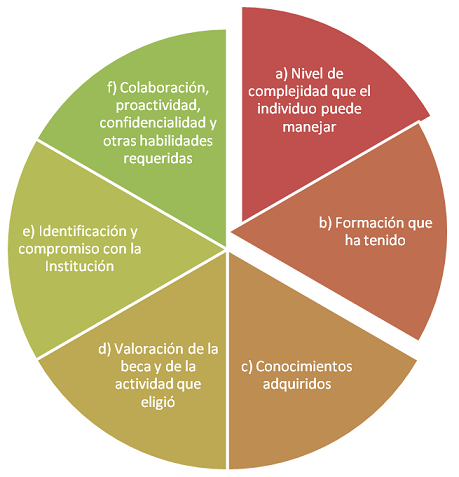 a) Nivel de
complejidad que el
individuo puede
manejar
b) Formación que
ha tenido
c) Conocimientos
adquiridos
d) Valoración de la
beca y de la
actividad que
eligió
e) Identificación y
compromiso con la
Institución
f) Colaboración,
proactividad,
confidencialidad y
otras habilidades
requeridas